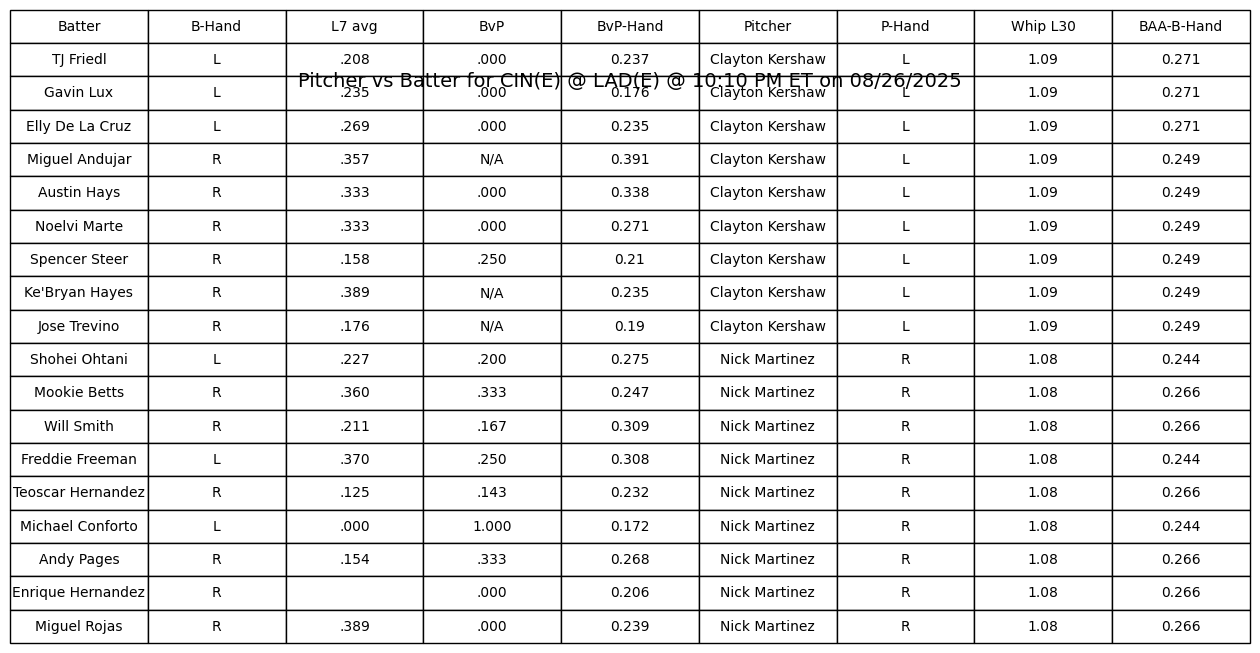 Batter B-Hand L7 avg BvP BvP-Hand Pitcher P-Hand Whip L30 BAA-B-Hand
TJ Friedl L .208 .000 0.237 Clayton Kershaw L 1.09 0.271
Pitcher vs Batter for CIN(E) @ LAD(E) @ 10:10 PM ET on 08/26/2025
Gavin Lux L .235 .000 0.176 Clayton Kershaw L 1.09 0.271
Elly De La Cruz L .269 .000 0.235 Clayton Kershaw L 1.09 0.271
Miguel Andujar R .357 N/A 0.391 Clayton Kershaw L 1.09 0.249
Austin Hays R .333 .000 0.338 Clayton Kershaw L 1.09 0.249
Noelvi Marte R .333 .000 0.271 Clayton Kershaw L 1.09 0.249
Spencer Steer R .158 .250 0.21 Clayton Kershaw L 1.09 0.249
Ke'Bryan Hayes R .389 N/A 0.235 Clayton Kershaw L 1.09 0.249
Jose Trevino R .176 N/A 0.19 Clayton Kershaw L 1.09 0.249
Shohei Ohtani L .227 .200 0.275 Nick Martinez R 1.08 0.244
Mookie Betts R .360 .333 0.247 Nick Martinez R 1.08 0.266
Will Smith R .211 .167 0.309 Nick Martinez R 1.08 0.266
Freddie Freeman L .370 .250 0.308 Nick Martinez R 1.08 0.244
Teoscar Hernandez R .125 .143 0.232 Nick Martinez R 1.08 0.266
Michael Conforto L .000 1.000 0.172 Nick Martinez R 1.08 0.244
Andy Pages R .154 .333 0.268 Nick Martinez R 1.08 0.266
Enrique Hernandez R .000 0.206 Nick Martinez R 1.08 0.266
Miguel Rojas R .389 .000 0.239 Nick Martinez R 1.08 0.266